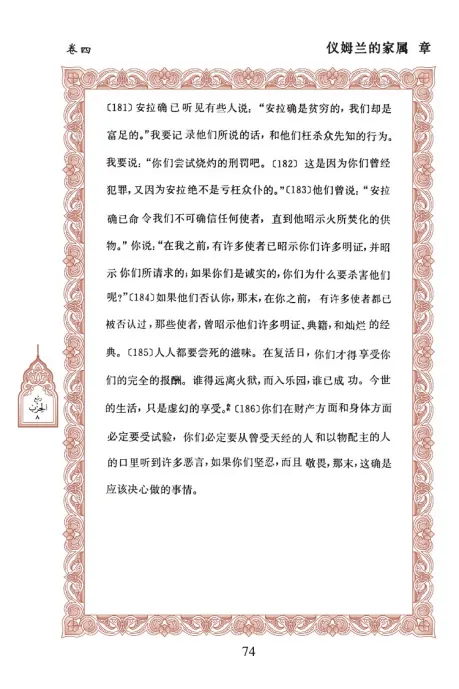 卷四
仪姆兰的家属 章
〔181〕安拉确已听见有些人说：“安拉确是贫穷的，我们却是
富足的。”我要记录他们所说的话，和他们枉杀众先知的行为。
我要说：“你们尝试烧灼的刑罚吧。〔182〕这是因为你们曾经
犯罪，又因为安拉绝不是亏枉众仆的。”〔183〕他们曾说：“安拉
确已命令我们不可确信任何使者，直到他昭示火所焚化的供
物。”你说：“在我之前，有许多使者已昭示你们许多明证，并昭
示你们所请求的；如果你们是诚实的，你们为什么要杀害他们
呢？”〔184〕如果他们否认你，那末，在你之前，有许多使者都已
被否认过，那些使者，曾昭示他们许多明证、典籍，和灿烂的经
典。〔185〕人人都要尝死的滋味。在复活日，你们才得享受你
们的完全的报酬。谁得远离火狱，而入乐园，谁已成功。今世
的生活，只是虚幻的享受。〔186〕你们在财产方面和身体方面
必定要受试验，你们必定要从曾受天经的人和以物配主的人
的口里听到许多恶言，如果你们坚忍，而且敬畏，那末，这确是
应该决心做的事情。
ربع
الحزب
٨
74